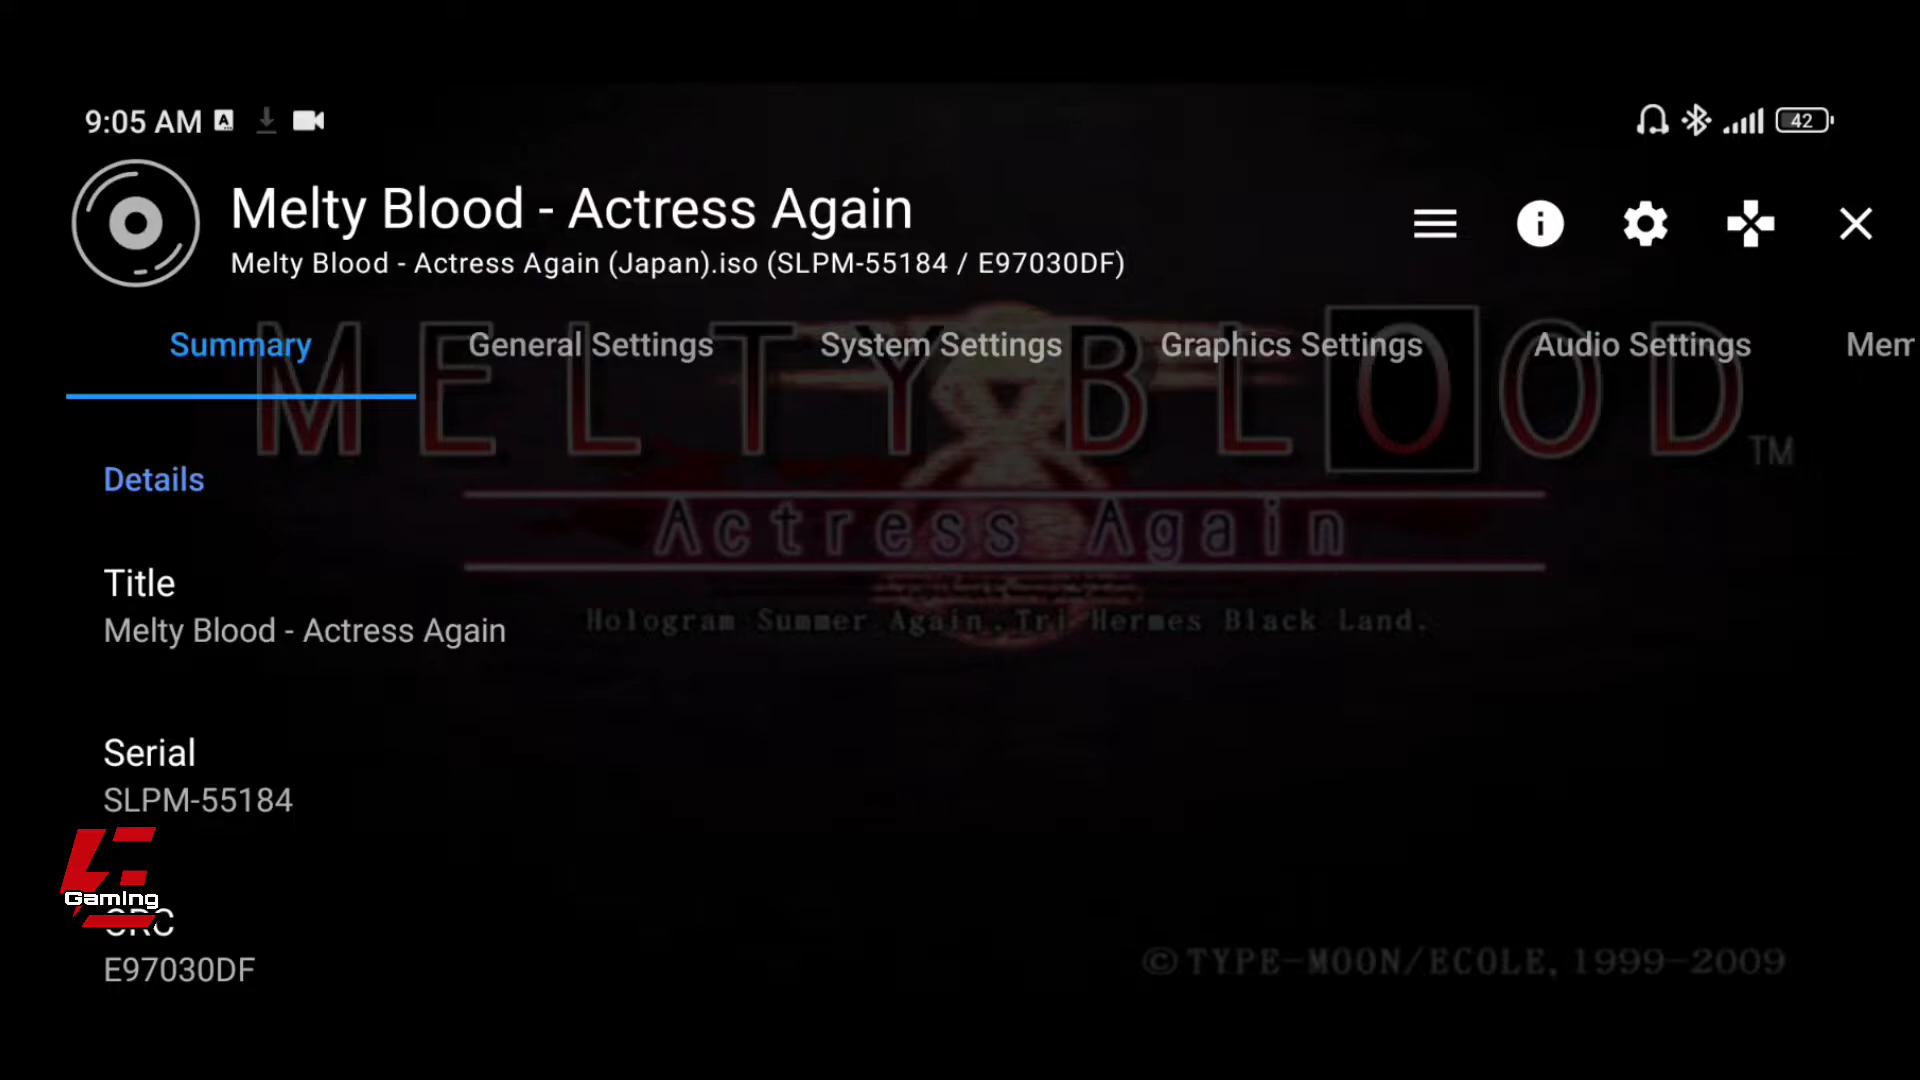 9:05 AM A 42
Melty Blood - Actress Again
Melty Blood - Actress Again (Japan).iso (SLPM-55184 / E97030DF)
Summary General Settings System Settings Graphics Settings Audio Settings Mem
MELTY BLOOD TM
Details
Actress Again
Title
Melty Blood - Actress Again
Hologram Summer Again.Tri Hermes Black Land.
Serial
SLPM-55184
Gaming
CRC
E97030DF
©TYPE-MOON/ECOLE, 1999-2009